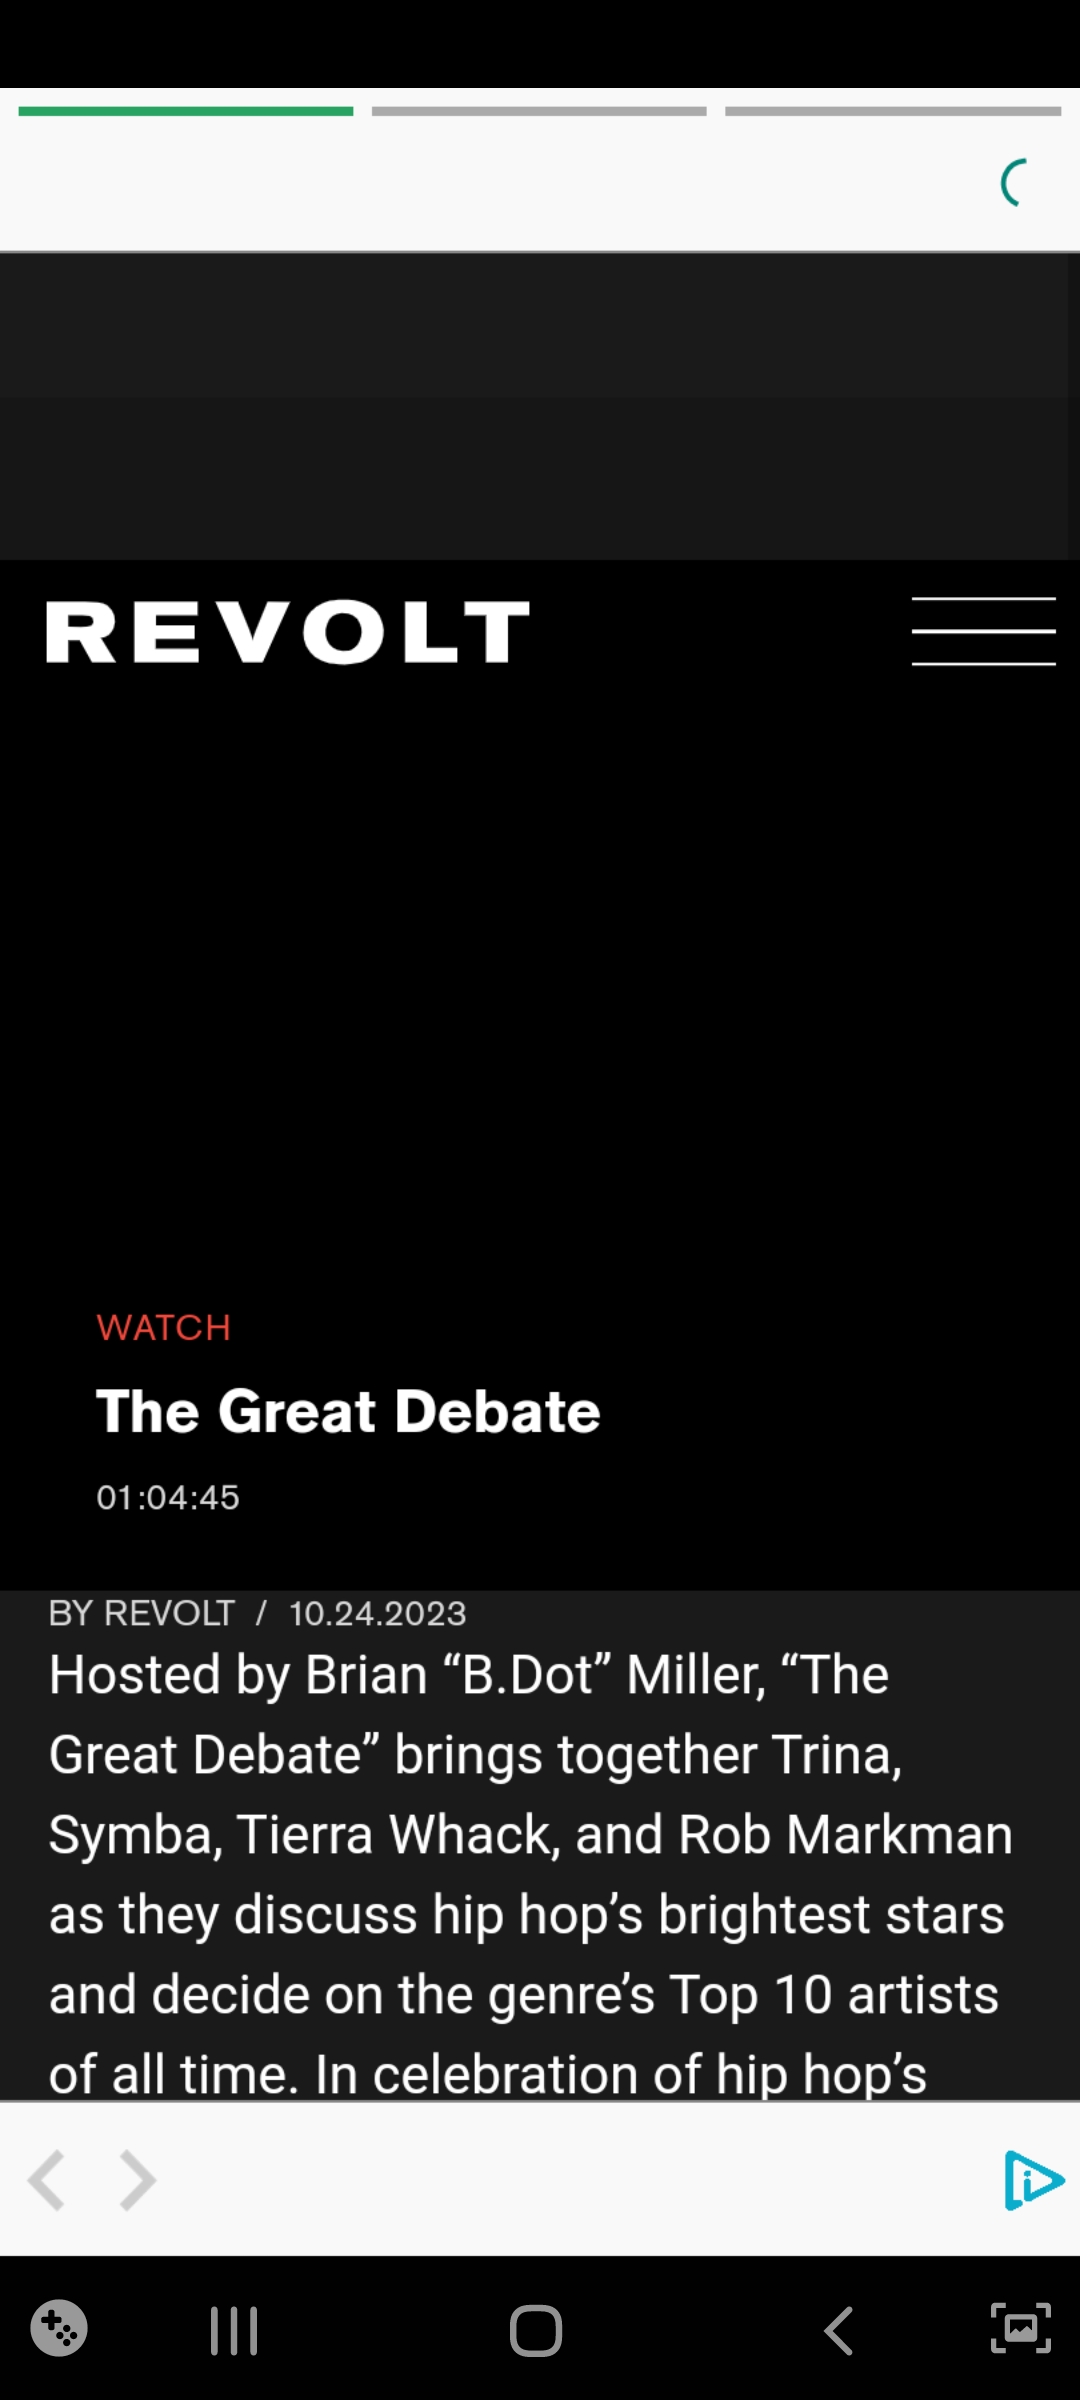 REVOLT
WATCH
The Great Debate
01:04:45
BY REVOLT / 10.24.2023
Hosted by Brian “B.Dot” Miller, “The
Great Debate” brings together Trina,
Symba, Tierra Whack, and Rob Markman
as they discuss hip hop’s brightest stars
and decide on the genre’s Top 10 artists
of all time. In celebration of hip hop’s